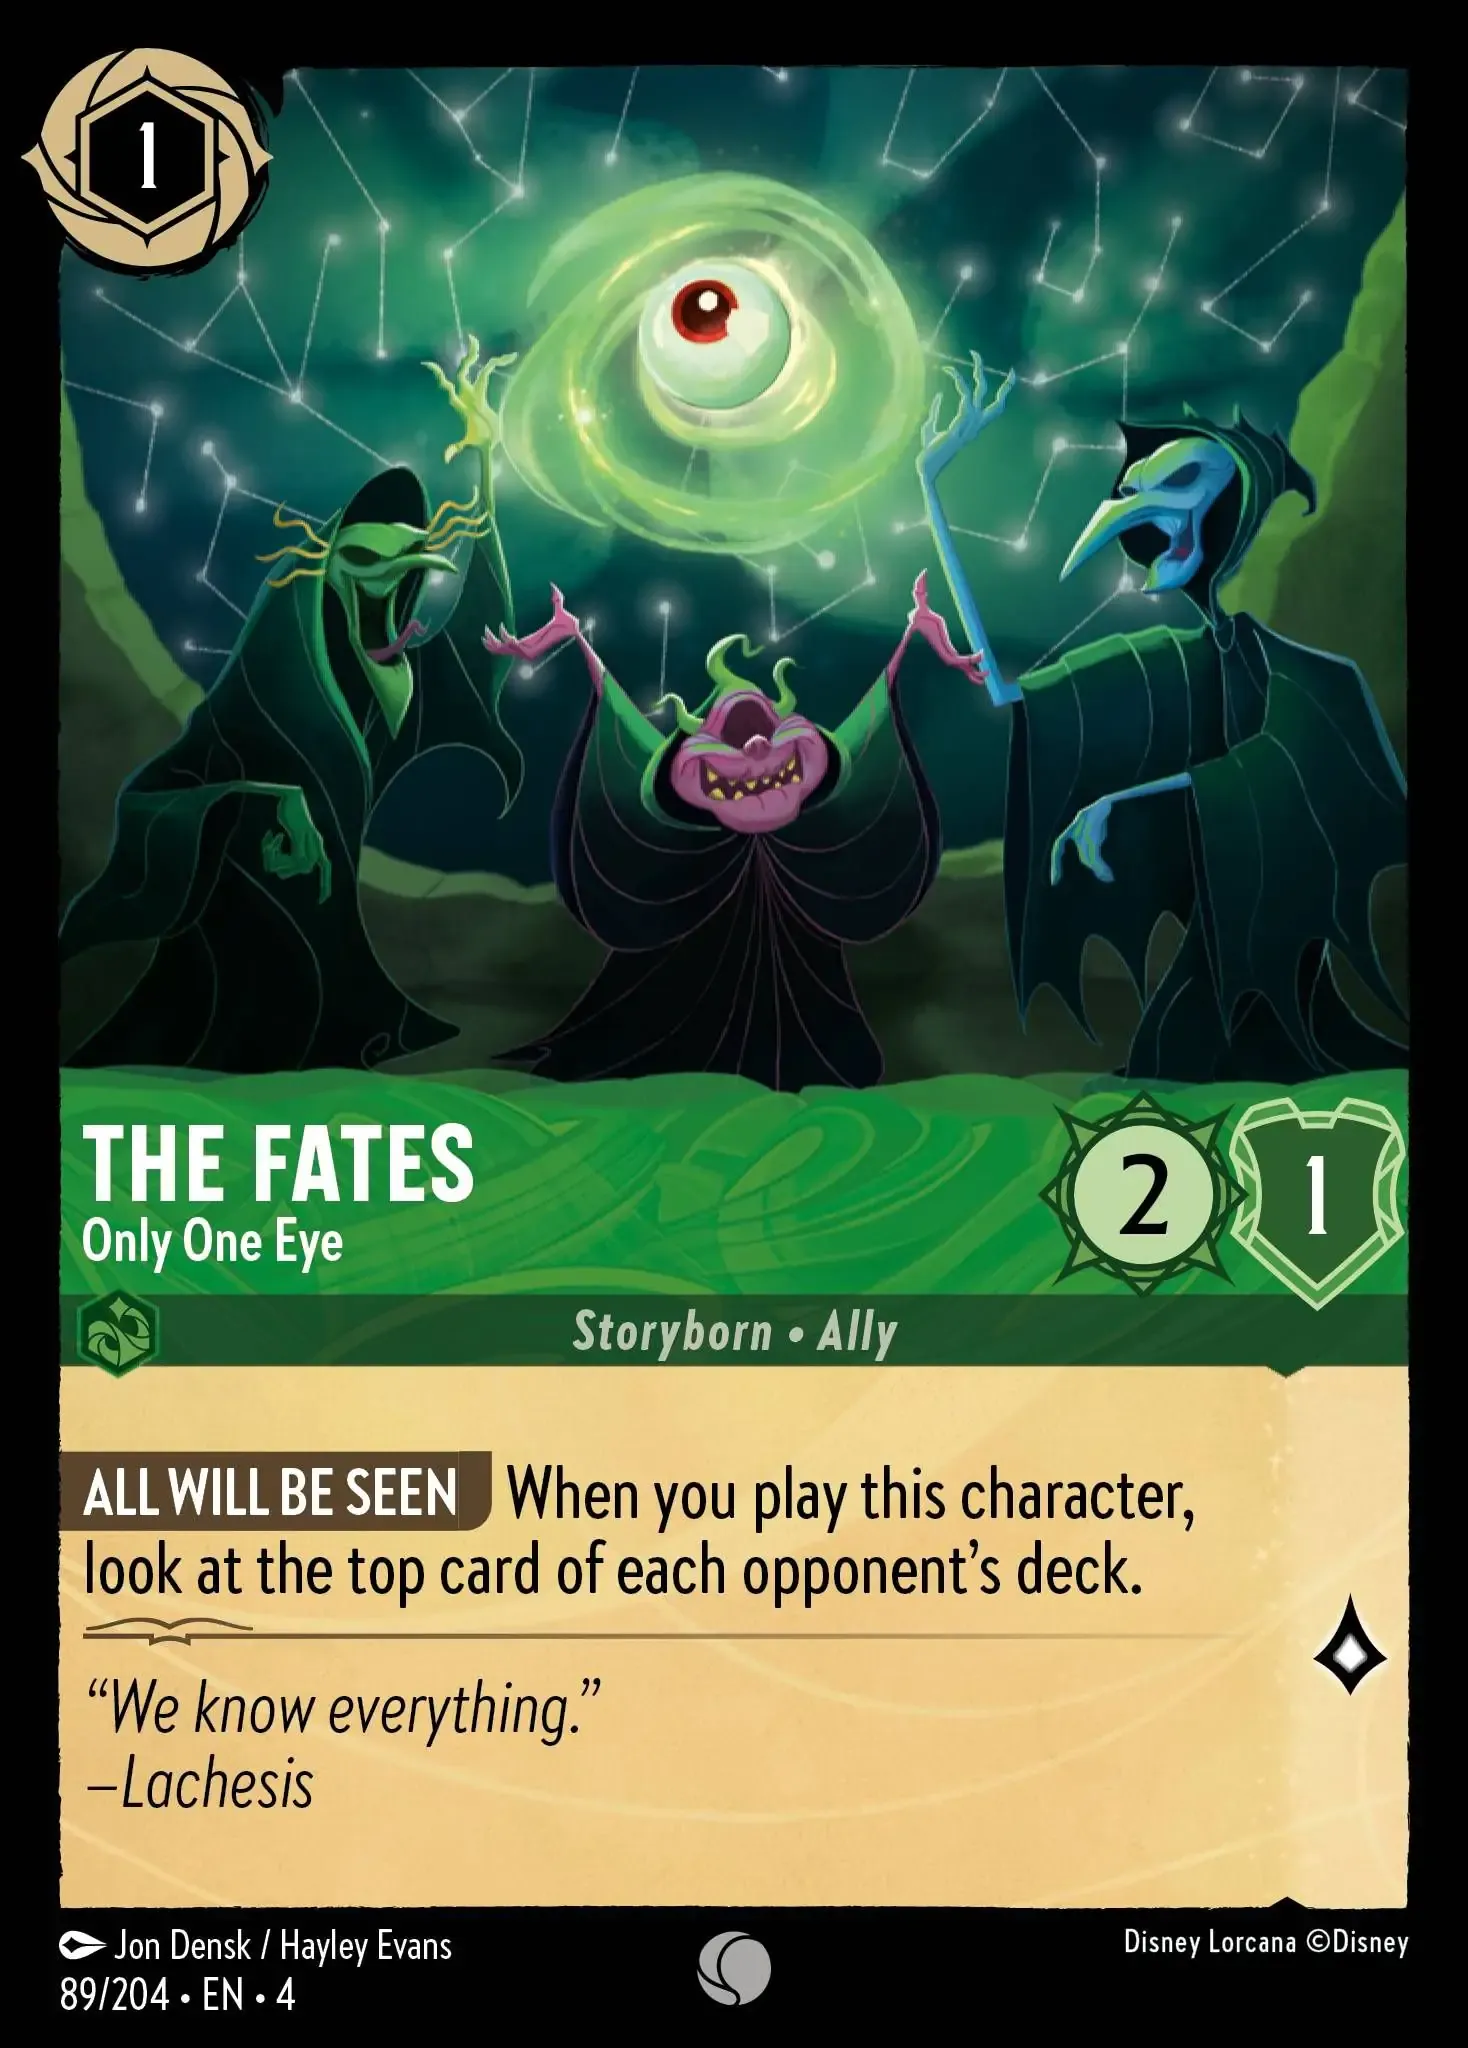 1
THE FATES
Only One Eye
2
1
Storyborn • Ally
ALL WILL BE SEEN When you play this character,
look at the top card of each opponent’s deck.
“We know everything.”
–Lachesis
Jon Densk / Hayley Evans
Disney Lorcana ©Disney
89/204 • EN • 4